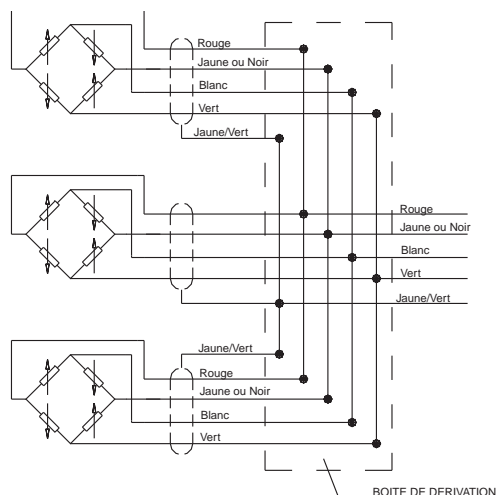 Rouge
Jaune ou Noir
Blanc
Vert
Jaune/Vert
Rouge
Jaune ou Noir
Blanc
Vert
Jaune/Vert
Jaune/Vert
Rouge
Jaune ou Noir
Blanc
Vert
BOITE DE DERIVATION